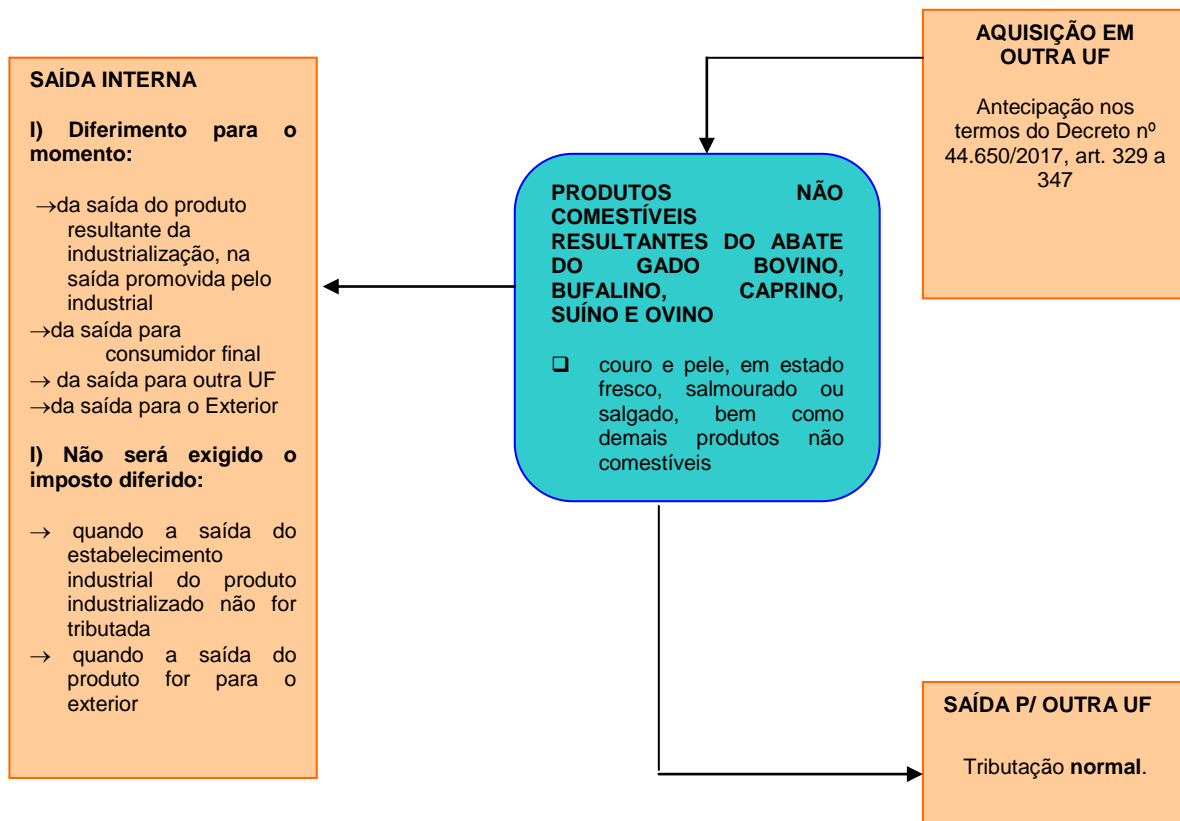 SAÍDA INTERNA
I) Diferimento para o
momento:
→da saída do produto
resultante da
industrialização, na
saída promovida pelo
industrial
→da saída para
consumidor final
→ da saída para outra UF
→da saída para o Exterior
I) Não será exigido o
imposto diferido:
→ quando a saída do
estabelecimento
industrial do produto
industrializado não for
tributada
→ quando a saída do
produto for para o
exterior
PRODUTOS NÃO
COMESTÍVEIS
RESULTANTES DO ABATE
DO GADO BOVINO,
BUFALINO, CAPRINO,
SUÍNO E OVINO
❑ couro e pele, em estado
fresco, salmourado ou
salgado, bem como
demais produtos não
comestíveis
AQUISIÇÃO EM
OUTRA UF
Antecipação nos
termos do Decreto nº
44.650/2017, art. 329 a
347
SAÍDA P/ OUTRA UF
Tributação normal.